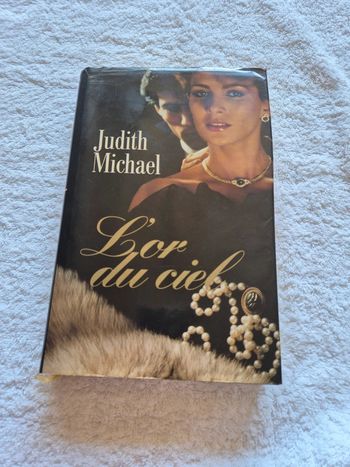 Judith
Michael
L'or
du ciel